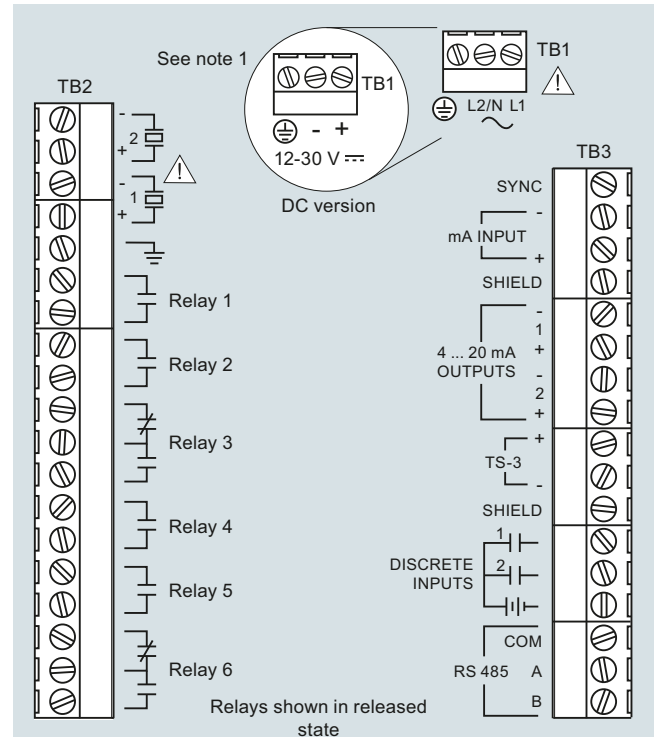 See note 1
TB1
12-30 V
- +
DC version
TB1
L2/N L1
TB2
-
2
+
-
1
+
Relay 1
Relay 2
Relay 3
Relay 4
Relay 5
Relay 6
Relays shown in released
state
TB3
SYNC
-
mA INPUT
+
SHIELD
-
1
+
4 ... 20 mA
OUTPUTS
-
2
+
+
TS-3
-
SHIELD
1
DISCRETE
INPUTS
2
COM
RS 485 A
B